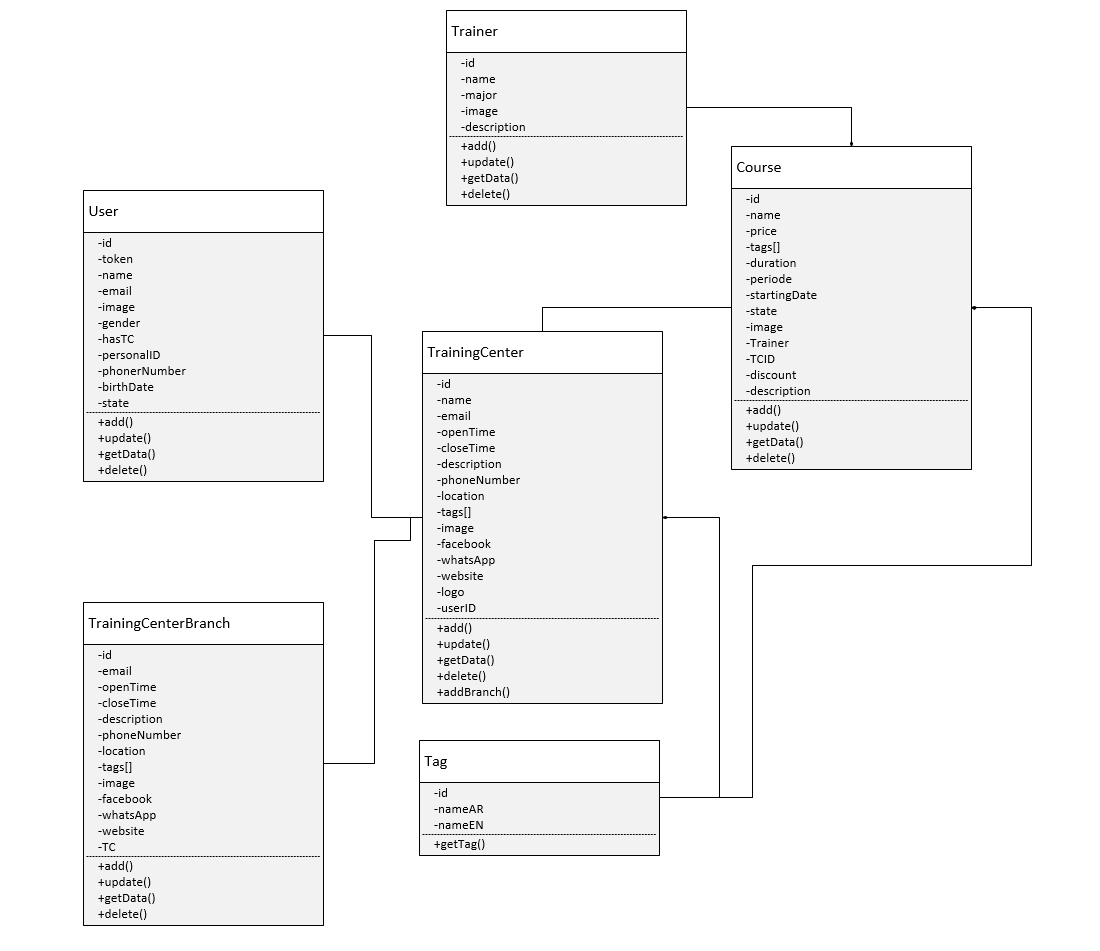 Trainer
-id
-name
-major
-image
-description
+add()
+update()
+getData()
+delete()
Course
-id
-name
-price
-tags[]
-duration
-periode
-startingDate
-state
-image
-Trainer
-TCID
-discount
-description
+add()
+update()
+getData()
+delete()
User
-id
-token
-name
-email
-image
-gender
-hasTC
-personalID
-phonerNumber
-birthDate
-state
+add()
+update()
+getData()
+delete()
TrainingCenter
-id
-name
-email
-openTime
-closeTime
-description
-phoneNumber
-location
-tags[]
-image
-facebook
-whatsApp
-website
-logo
-userID
+add()
+update()
+getData()
+delete()
+addBranch()
TrainingCenterBranch
-id
-email
-openTime
-closeTime
-description
-phoneNumber
-location
-tags[]
-image
-facebook
-whatsApp
-website
-TC
+add()
+update()
+getData()
+delete()
Tag
-id
-nameAR
-nameEN
+getTag()